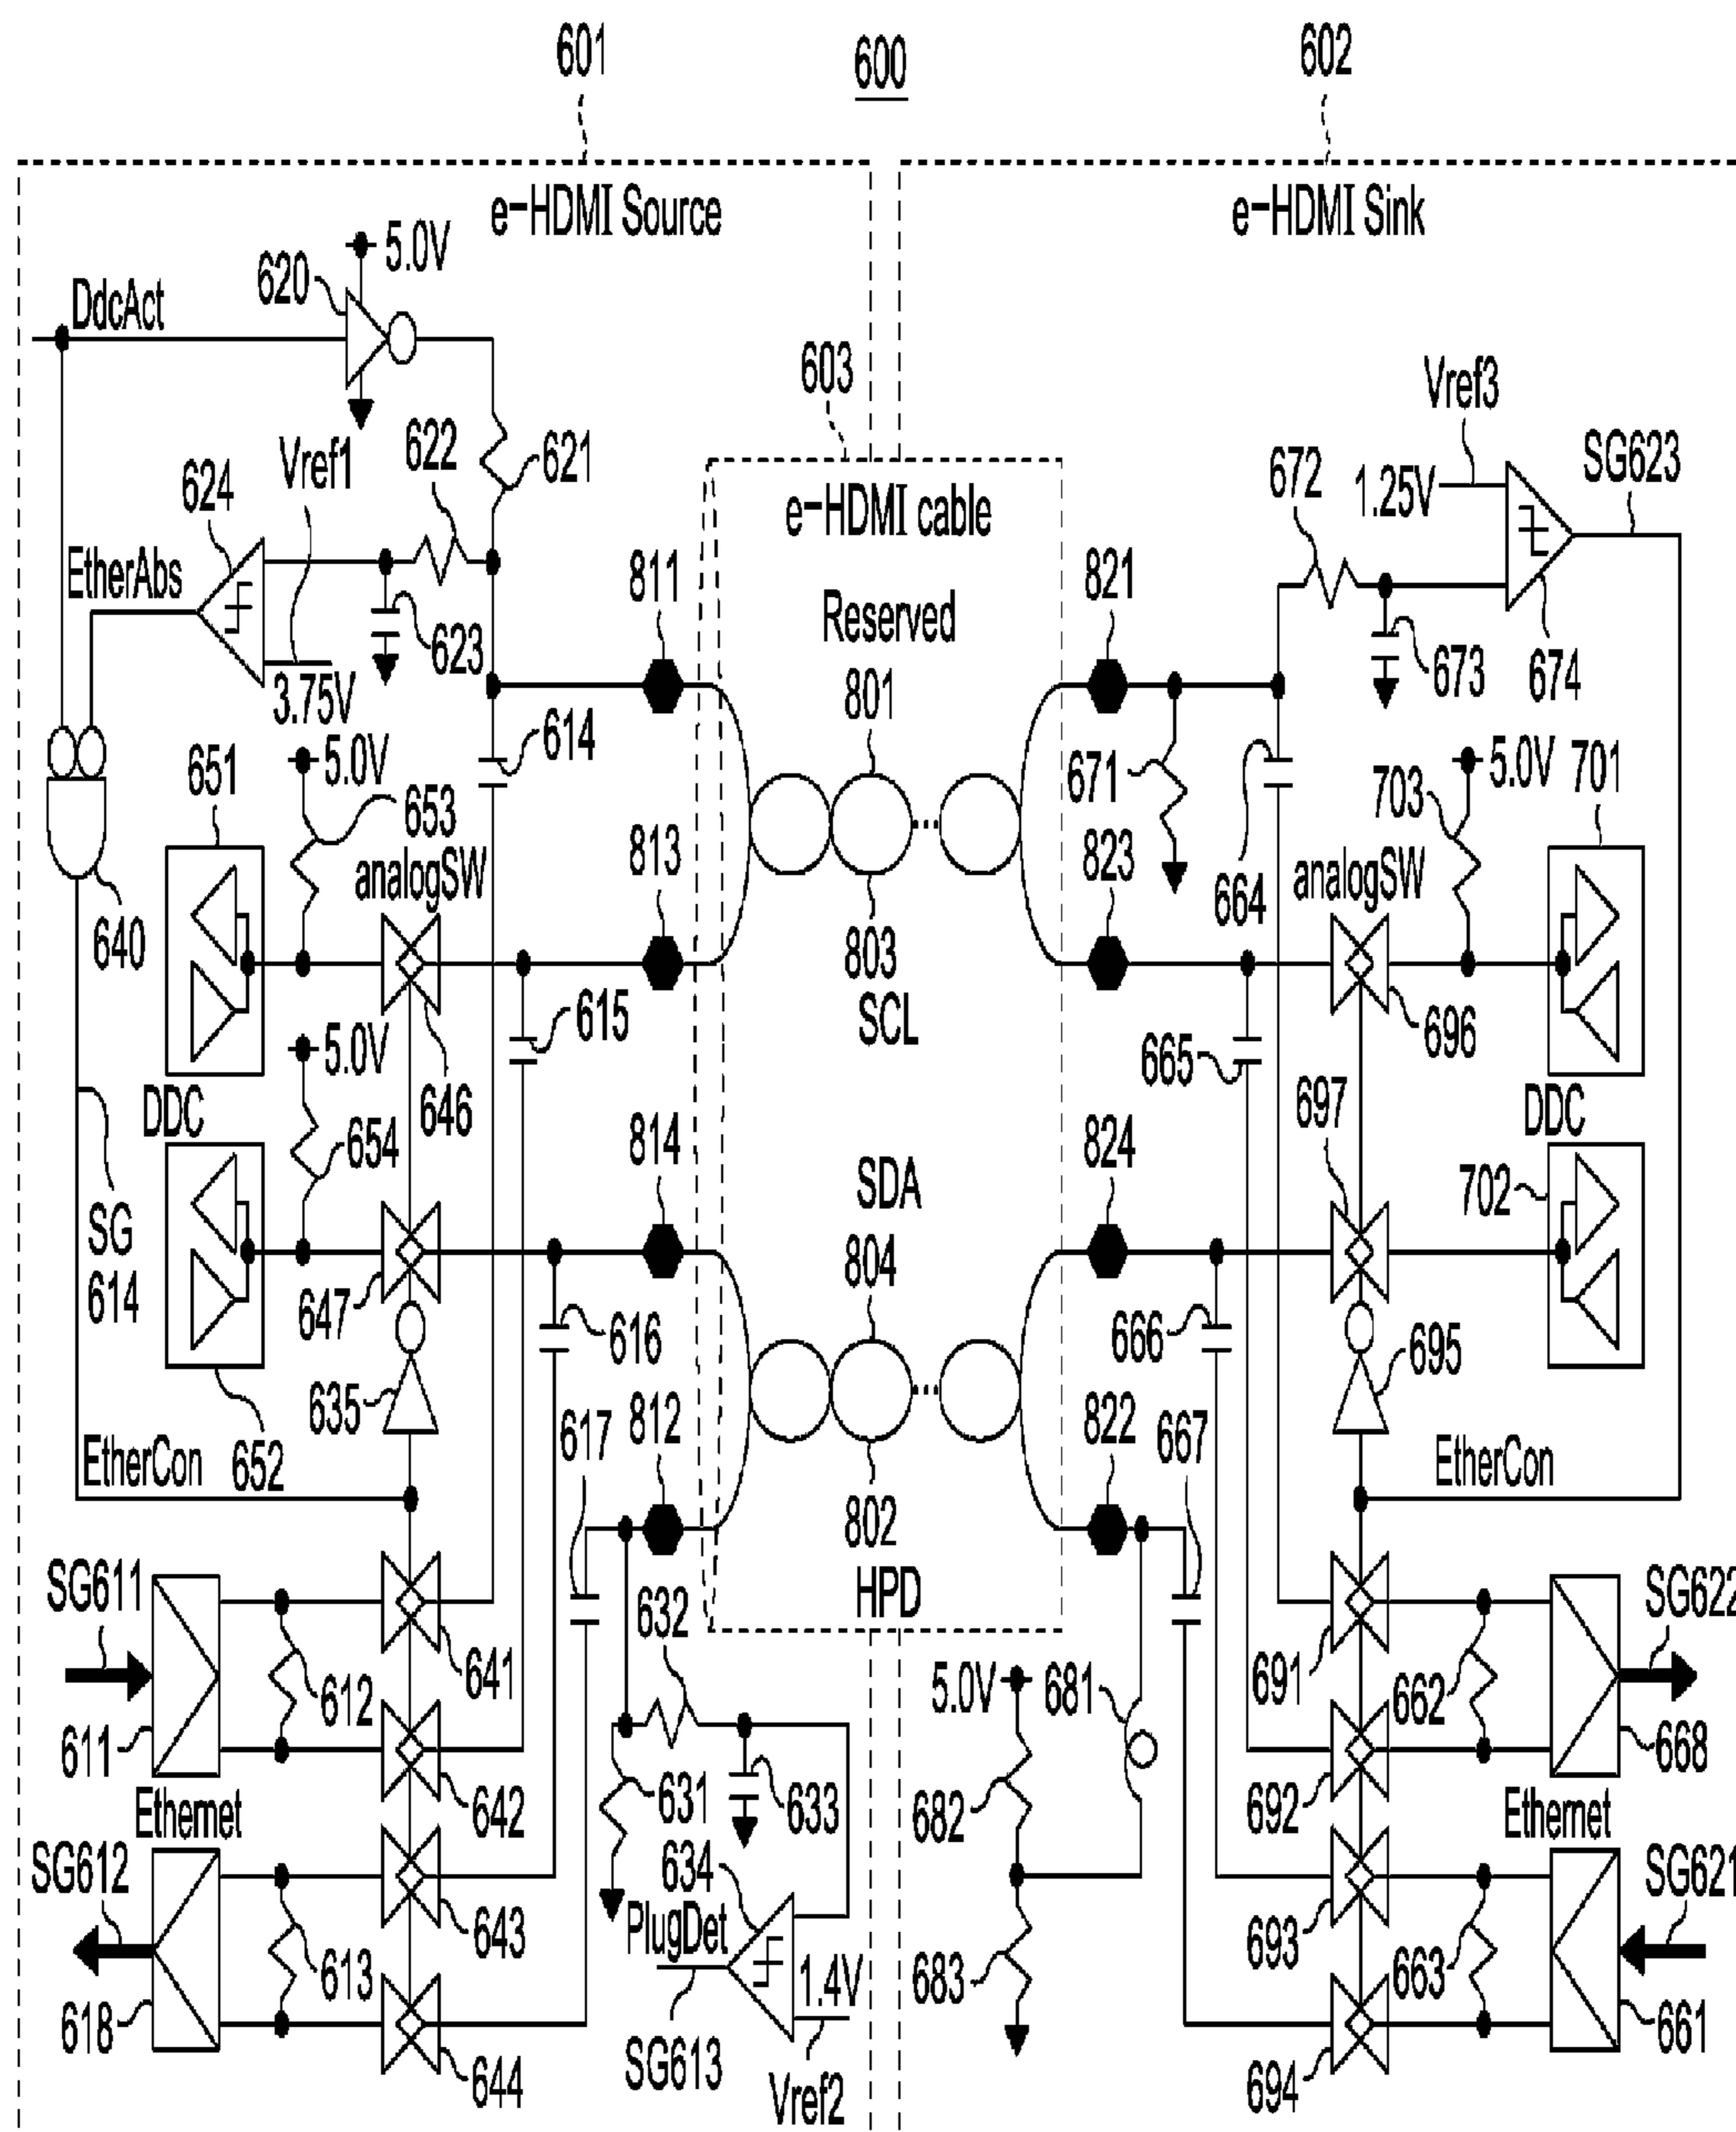 601
600
602
e-HDMI Source
e-HDMI Sink
5.0V
620
DdcAct
603
Vref3
622
Vref1
621
624
e-HDMI cable
672
1.25V
SG623
EtherAbs
811
Reserved
821
623
801
673
674
3.75V
614
651
5.0V
653
671
703
5.0V
701
analogSW
813
823
664
analogSW
640
803
SCL
615
665
696
5.0V
DDC
646
697
DDC
654
814
SDA
824
702
SG
614
804
647
616
666
695
635
617
812
822
667
EtherCon
652
802
EtherCon
HPD
SG611
632
SG622
641
5.0V
681
691
612
662
611
631
633
682
692
668
Ethernet
642
Ethernet
SG612
634
SG621
PlugDet
643
693
613
1.4V
683
663
618
661
SG613
644
Vref2
694